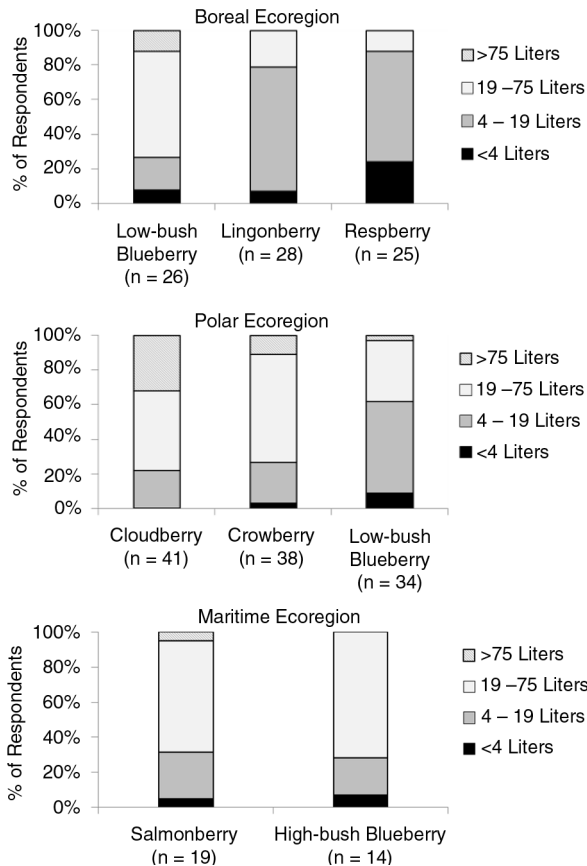 Boreal Ecoregion
% of Respondents
100%
80%
60%
40%
20%
0%
Low-bush
Blueberry
(n = 26)
Lingonberry
(n = 28)
Respberry
(n = 25)
>75 Liters
19 –75 Liters
4 – 19 Liters
<4 Liters
Polar Ecoregion
% of Respondents
100%
80%
60%
40%
20%
0%
Cloudberry
(n = 41)
Crowberry
(n = 38)
Low-bush
Blueberry
(n = 34)
>75 Liters
19 –75 Liters
4 – 19 Liters
<4 Liters
Maritime Ecoregion
% of Respondents
100%
80%
60%
40%
20%
0%
Salmonberry
(n = 19)
High-bush Blueberry
(n = 14)
>75 Liters
19 –75 Liters
4 – 19 Liters
<4 Liters